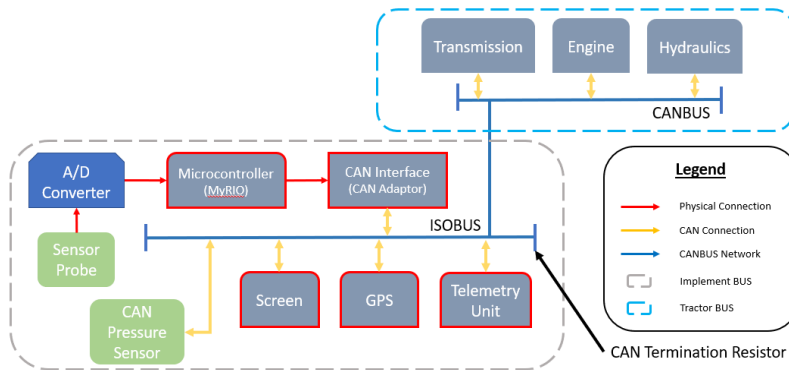 Transmission
Engine
Hydraulics
CANBUS
A/D
Converter
Microcontroller
(MyRIO)
CAN Interface
(CAN Adaptor)
ISOBUS
Sensor
Probe
CAN
Pressure
Sensor
Screen
GPS
Telemetry
Unit
Legend
Physical Connection
CAN Connection
CANBUS Network
Implement BUS
Tractor BUS
CAN Termination Resistor